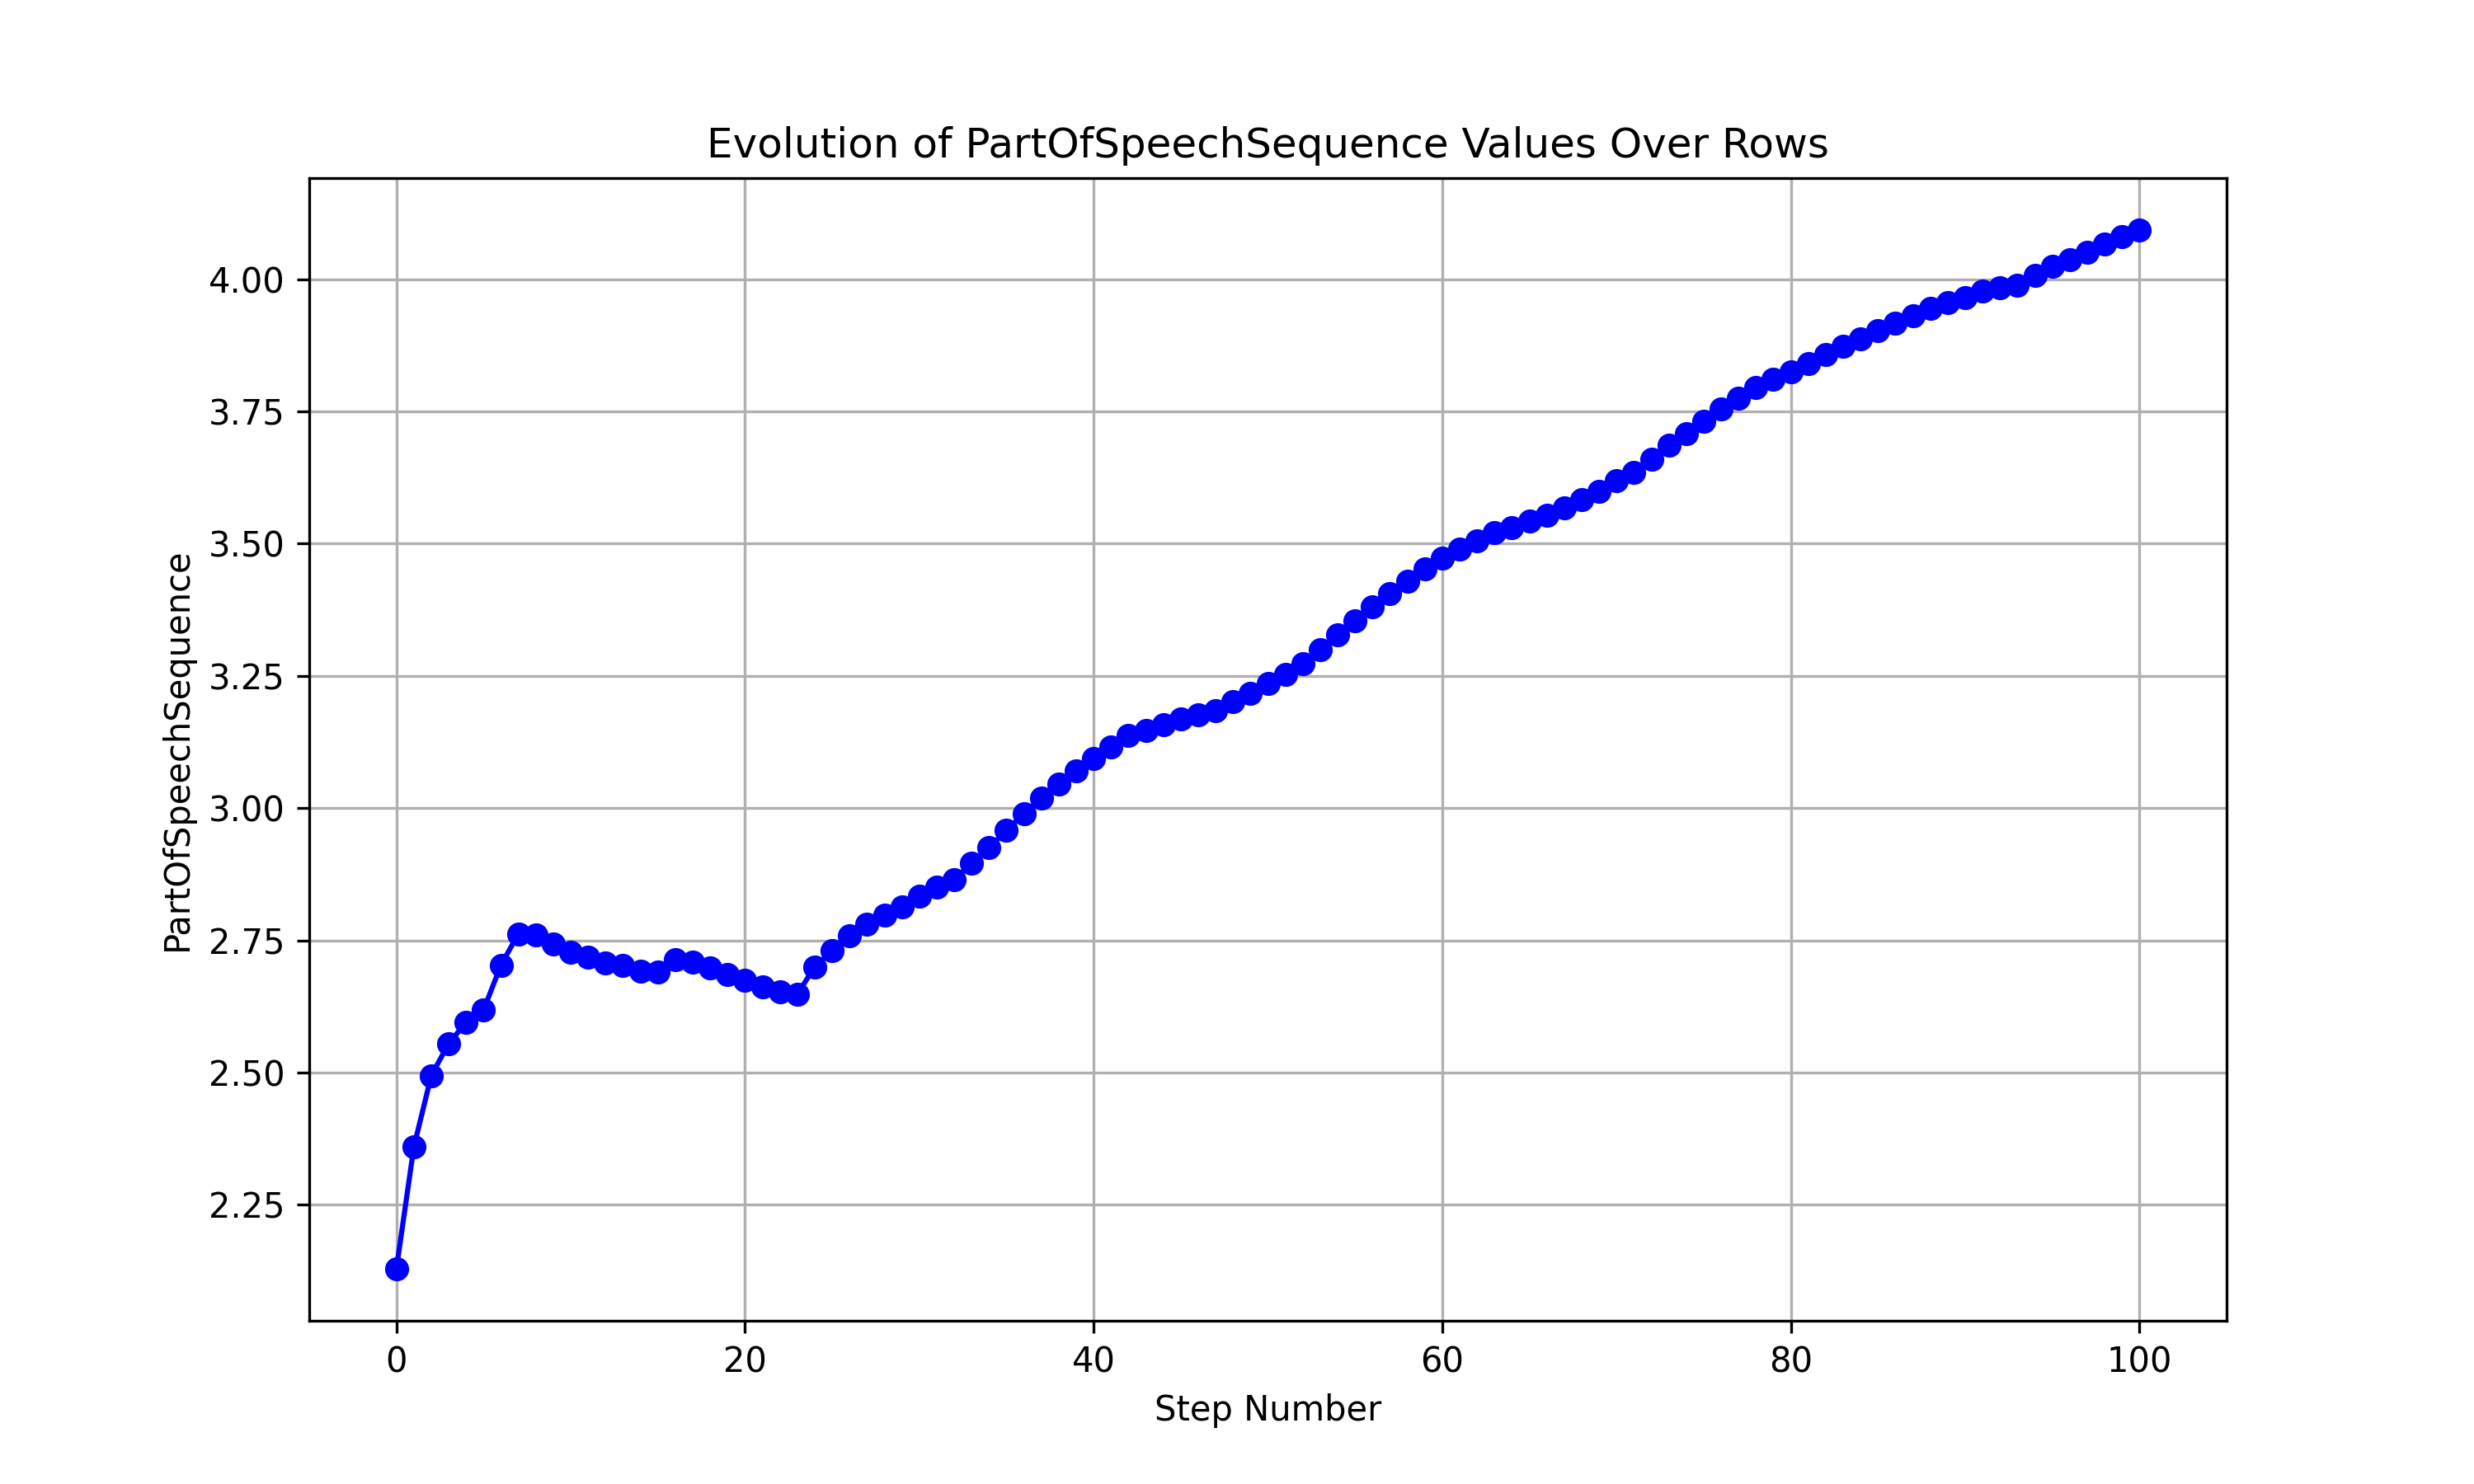 Evolution of PartOfSpeechSequence Values Over Rows
PartOfSpeechSequence
4.00
3.75
3.50
3.25
3.00
2.75
2.50
2.25
0 20 40 60 80 100
Step Number